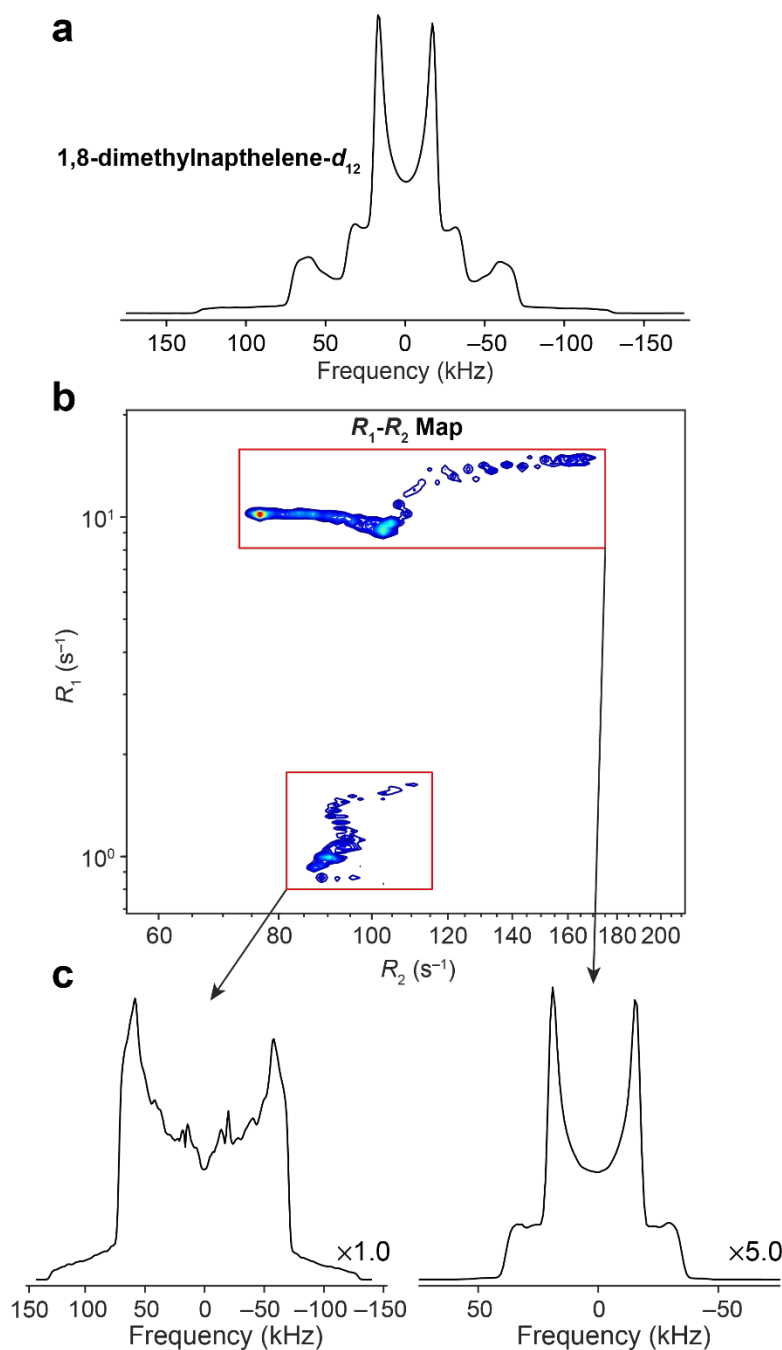 a
1,8-dimethylnapthelene-d12
150 100 50 0 –50 –100 –150
Frequency (kHz)
b
R1-R2 Map
10¹
R1 (s⁻¹)
10⁰
60 80 100 120 140 160 180 200
R2 (s⁻¹)
c
×1.0 ×5.0
150 100 50 0 –50 –100 –150 50 0 –50
Frequency (kHz) Frequency (kHz)